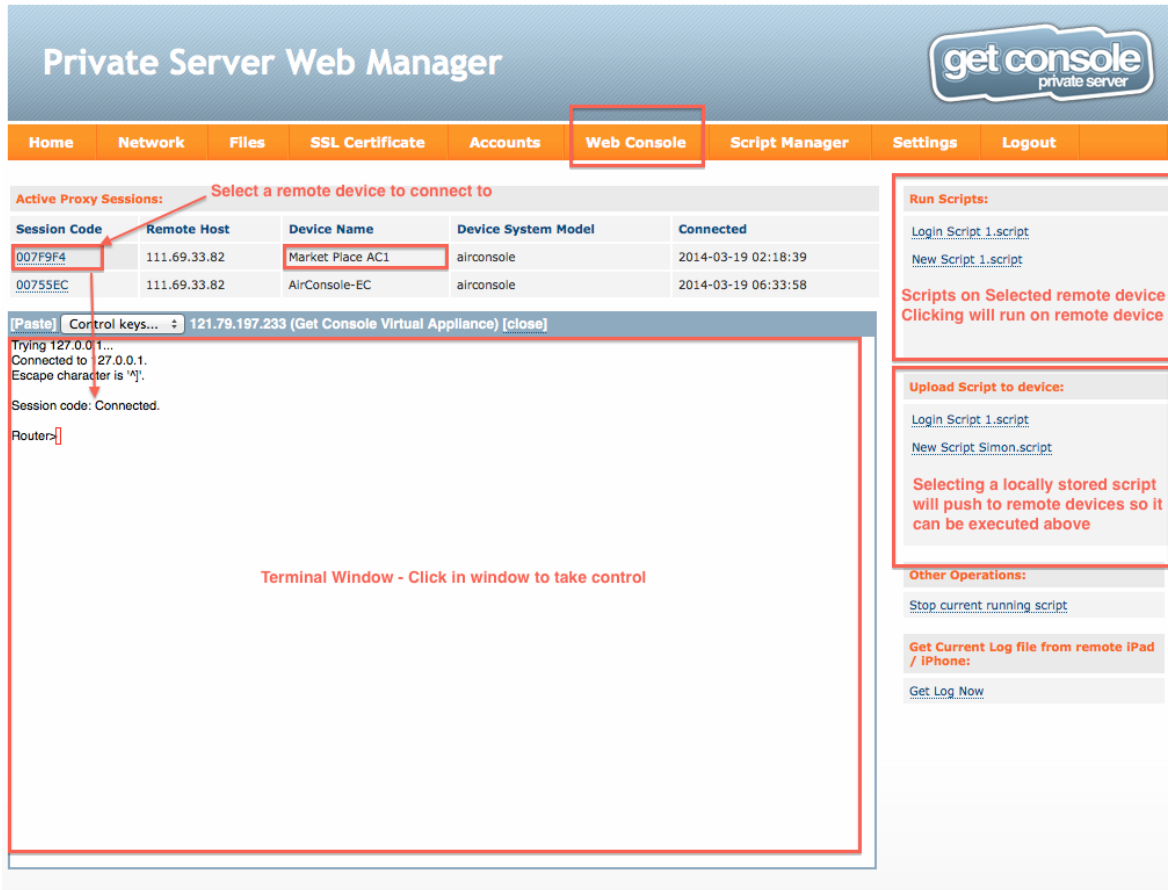 Private Server Web Manager
get console
private server
Home Network Files SSL Certificate Accounts Web Console Script Manager Settings Logout
Select a remote device to connect to
Active Proxy Sessions:
Session Code Remote Host Device Name Device System Model Connected
007F9F4 111.69.33.82 Market Place AC1 airconsole 2014-03-19 02:18:39
00755EC 111.69.33.82 AirConsole-EC airconsole 2014-03-19 06:33:58
[Paste] Control keys... 121.79.197.233 (Get Console Virtual Appliance) [close]
Trying 127.0.0.1...
Connected to 127.0.0.1.
Escape character is '^]'.
Session code: Connected.
Router>
Terminal Window - Click in window to take control
Run Scripts:
Login Script 1.script
New Script 1.script
Scripts on Selected remote device
Clicking will run on remote device
Upload Script to device:
Login Script 1.script
New Script Simon.script
Selecting a locally stored script
will push to remote devices so it
can be executed above
Other Operations:
Stop current running script
Get Current Log file from remote iPad
/ iPhone:
Get Log Now